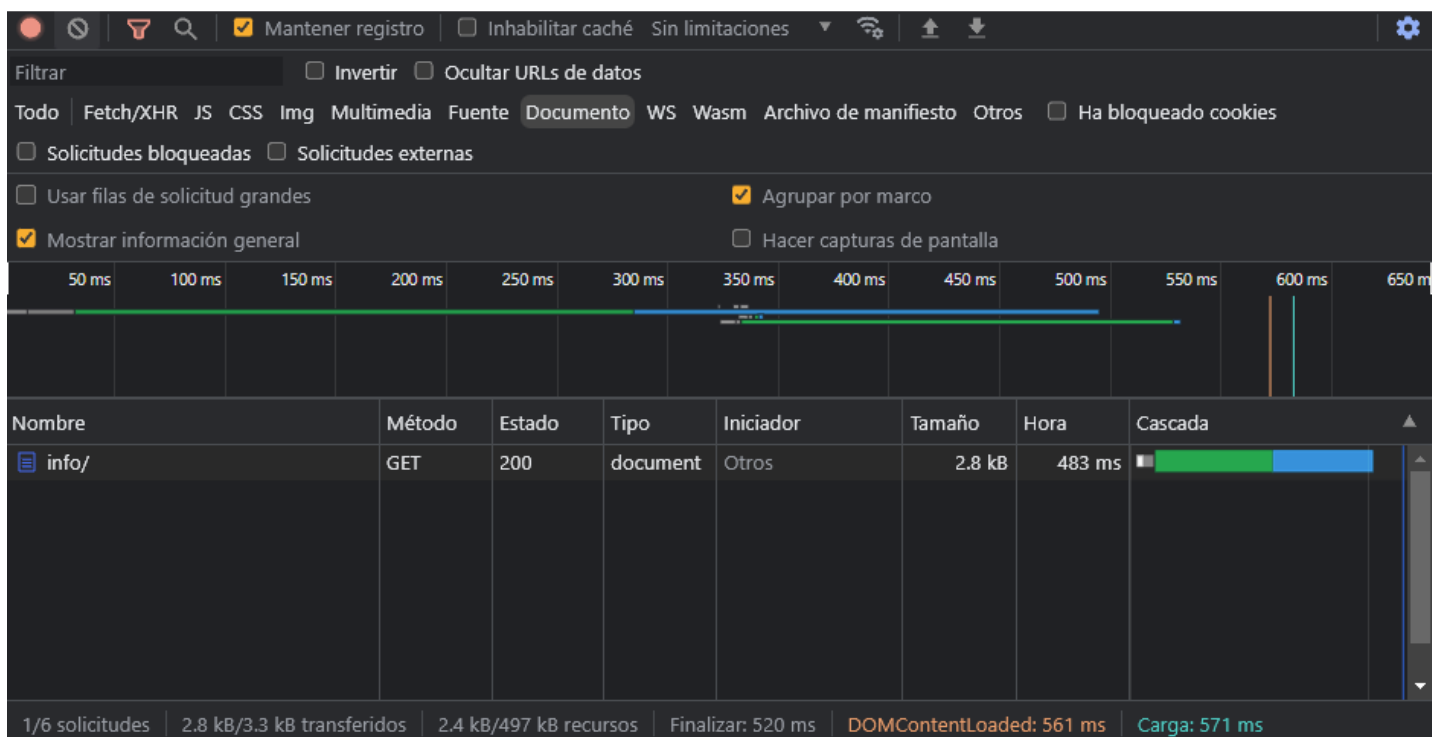 Mantener registro Inhabilitar caché Sin limitaciones
Filtrar Invertir Ocultar URLs de datos
Todo Fetch/XHR JS CSS Img Multimedia Fuente Documento WS Wasm Archivo de manifiesto Otros Ha bloqueado cookies
Solicitudes bloqueadas Solicitudes externas
Usar filas de solicitud grandes Agrupar por marco
Mostrar información general Hacer capturas de pantalla
50 ms 100 ms 150 ms 200 ms 250 ms 300 ms 350 ms 400 ms 450 ms 500 ms 550 ms 600 ms 650 m
Nombre Método Estado Tipo Iniciador Tamaño Hora Cascada
info/ GET 200 document Otros 2.8 kB 483 ms
1/6 solicitudes 2.8 kB/3.3 kB transferidos 2.4 kB/497 kB recursos Finalizar: 520 ms DOMContentLoaded: 561 ms Carga: 571 ms